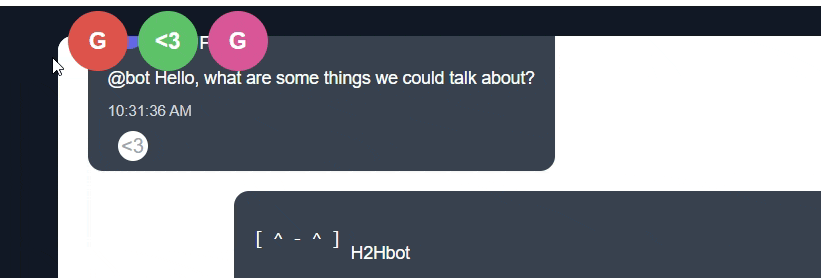 G <3 G
@bot Hello, what are some things we could talk about?
10:31:36 AM
<3
[ ^ - ^ ] H2Hbot